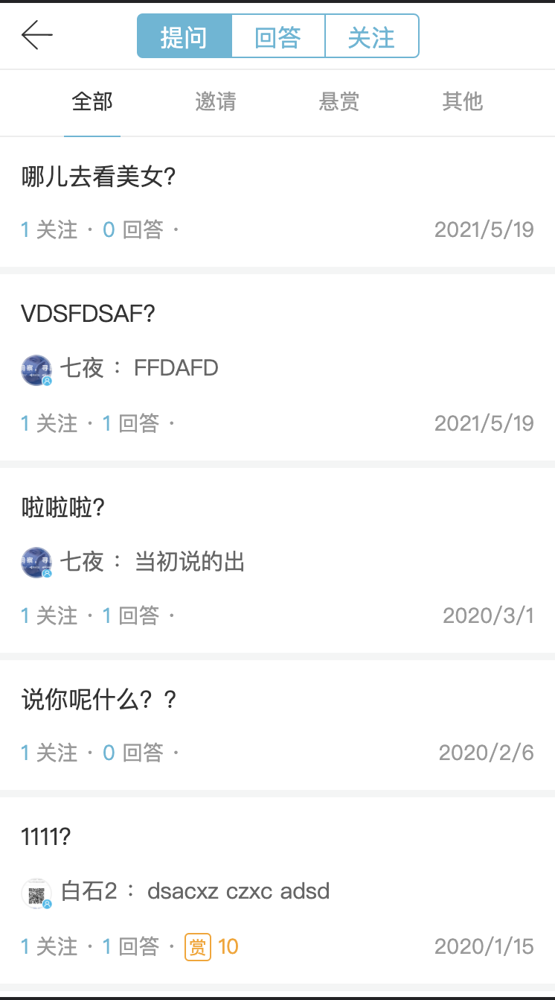 提问 回答 关注
全部 邀请 悬赏 其他
哪儿去看美女?
1 关注 · 0 回答 · 2021/5/19
VDSFDSAF?
七夜 ： FFDAFD
1 关注 · 1 回答 · 2021/5/19
啦啦啦?
七夜 ： 当初说的出
1 关注 · 1 回答 · 2020/3/1
说你呢什么？?
1 关注 · 0 回答 · 2020/2/6
1111?
白石2 ： dsacxz czxc adsd
1 关注 · 1 回答 · 赏 10 2020/1/15